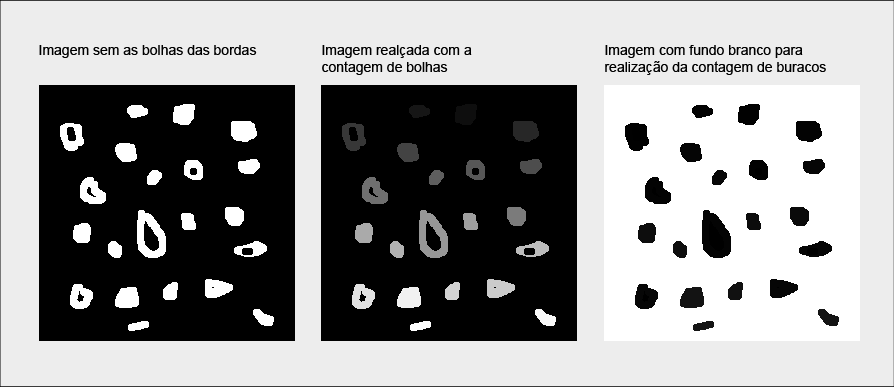 Imagem sem as bolhas das bordas
Imagem realçada com a
contagem de bolhas
Imagem com fundo branco para
realização da contagem de buracos